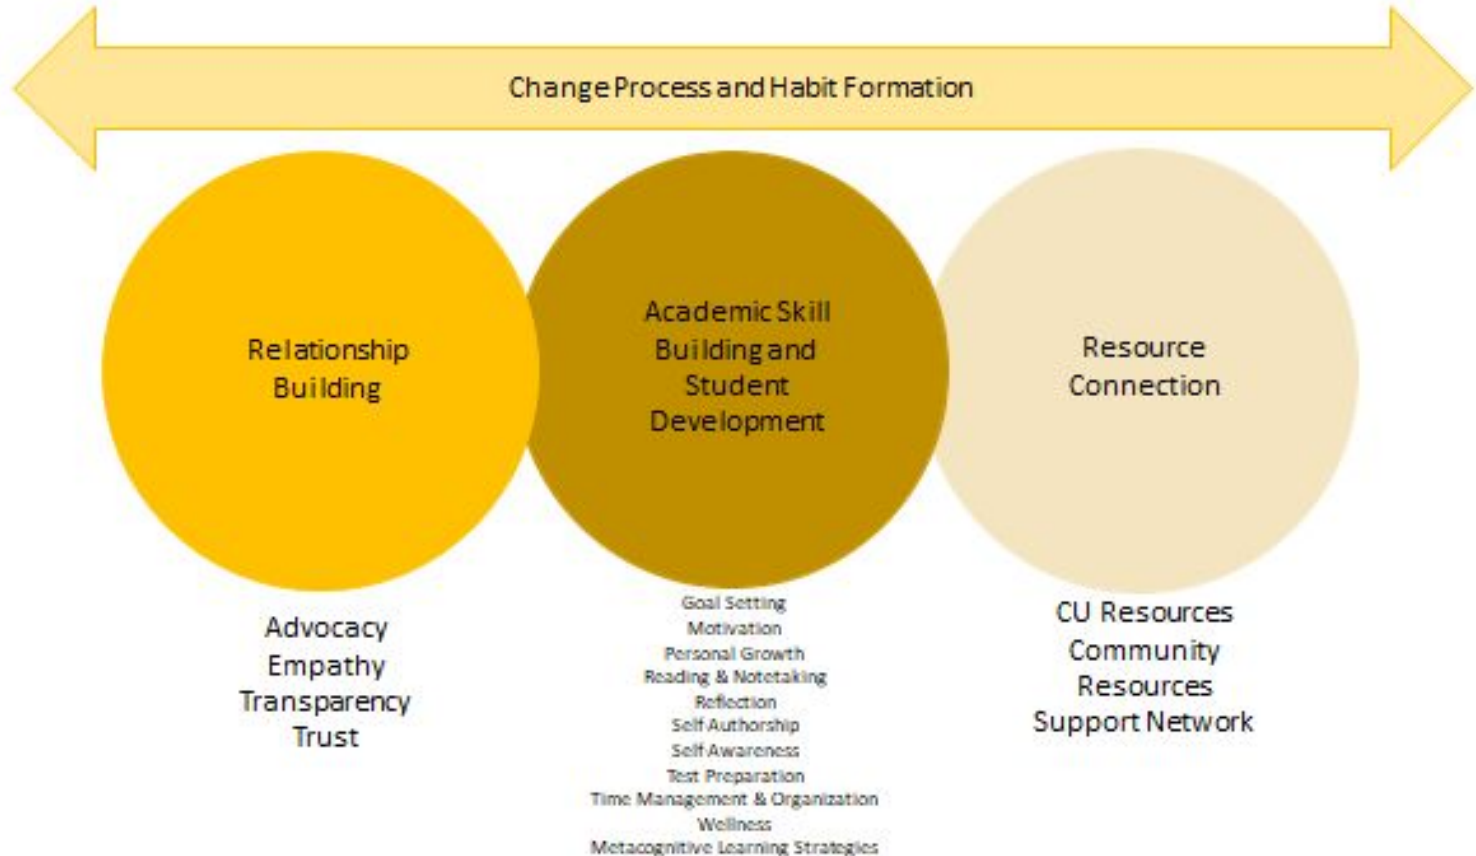 Change Process and Habit Formation
Relationship
Building
Academic Skill
Building and
Student
Development
Resource
Connection
Advocacy
Empathy
Transparency
Trust
Goal Setting
Motivation
Personal Growth
Reading & Notetaking
Reflection
Self-Authorship
Self-Awareness
Test Preparation
Time Management & Organization
Wellness
Metacognitive Learning Strategies
CU Resources
Community
Resources
Support Network